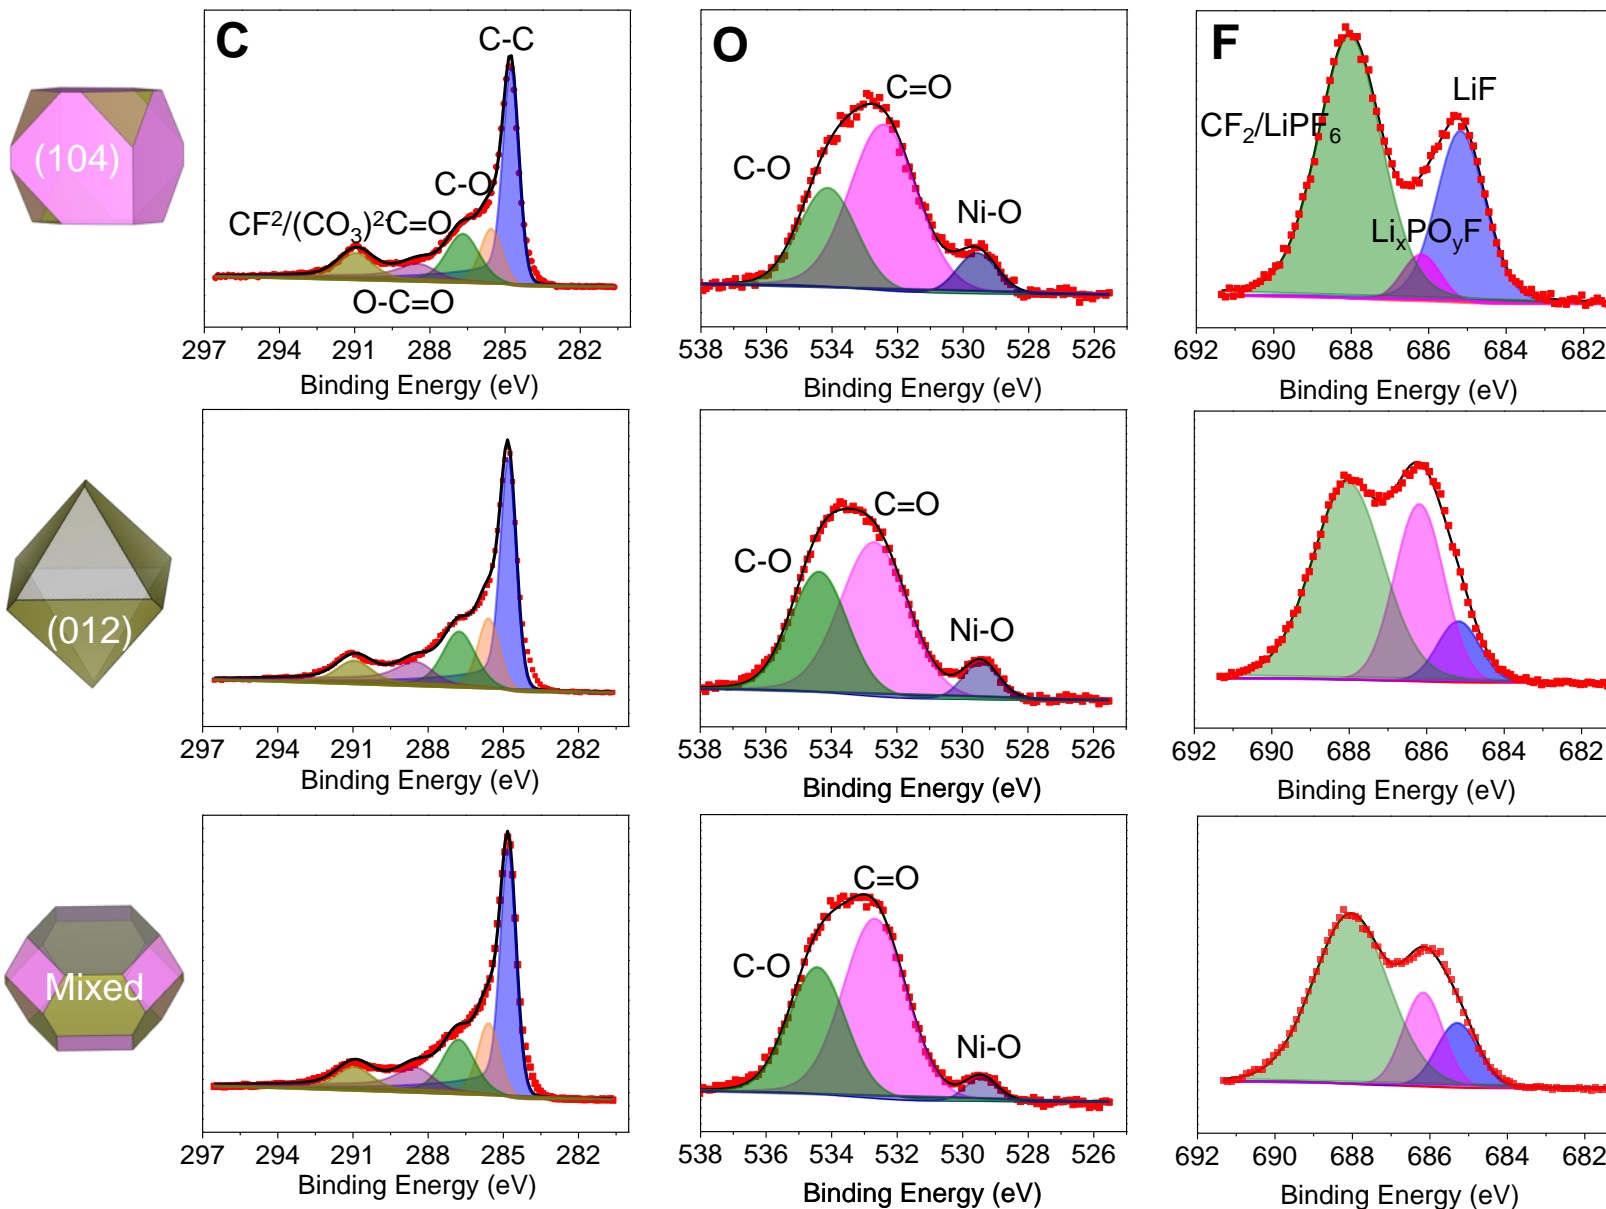 C
O
F
C-C
C=O
LiF
CF2/LiPF6
(104)
C-O
C-O
Ni-O
CF2/(CO3)2-C=O
LixPOyF
O-C=O
297 294 291 288 285 282
538 536 534 532 530 528 526
692 690 688 686 684 682
Binding Energy (eV)
Binding Energy (eV)
Binding Energy (eV)
C=O
C-O
(012)
Ni-O
297 294 291 288 285 282
538 536 534 532 530 528 526
692 690 688 686 684 682
Binding Energy (eV)
Binding Energy (eV)
Binding Energy (eV)
C=O
C-O
Mixed
Ni-O
297 294 291 288 285 282
538 536 534 532 530 528 526
692 690 688 686 684 682
Binding Energy (eV)
Binding Energy (eV)
Binding Energy (eV)